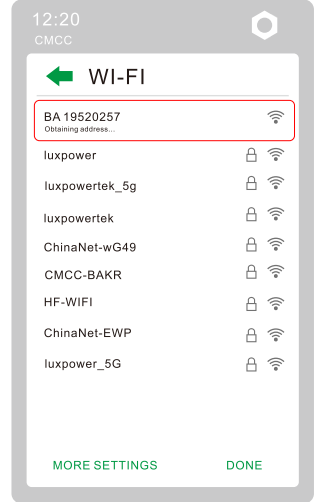 12:20
CMCC
WI-FI
BA 19520257
Obtaining address...
luxpower
luxpowertek_5g
luxpowertek
ChinaNet-wG49
CMCC-BAKR
HF-WIFI
ChinaNet-EWP
luxpower_5G
MORE SETTINGS DONE